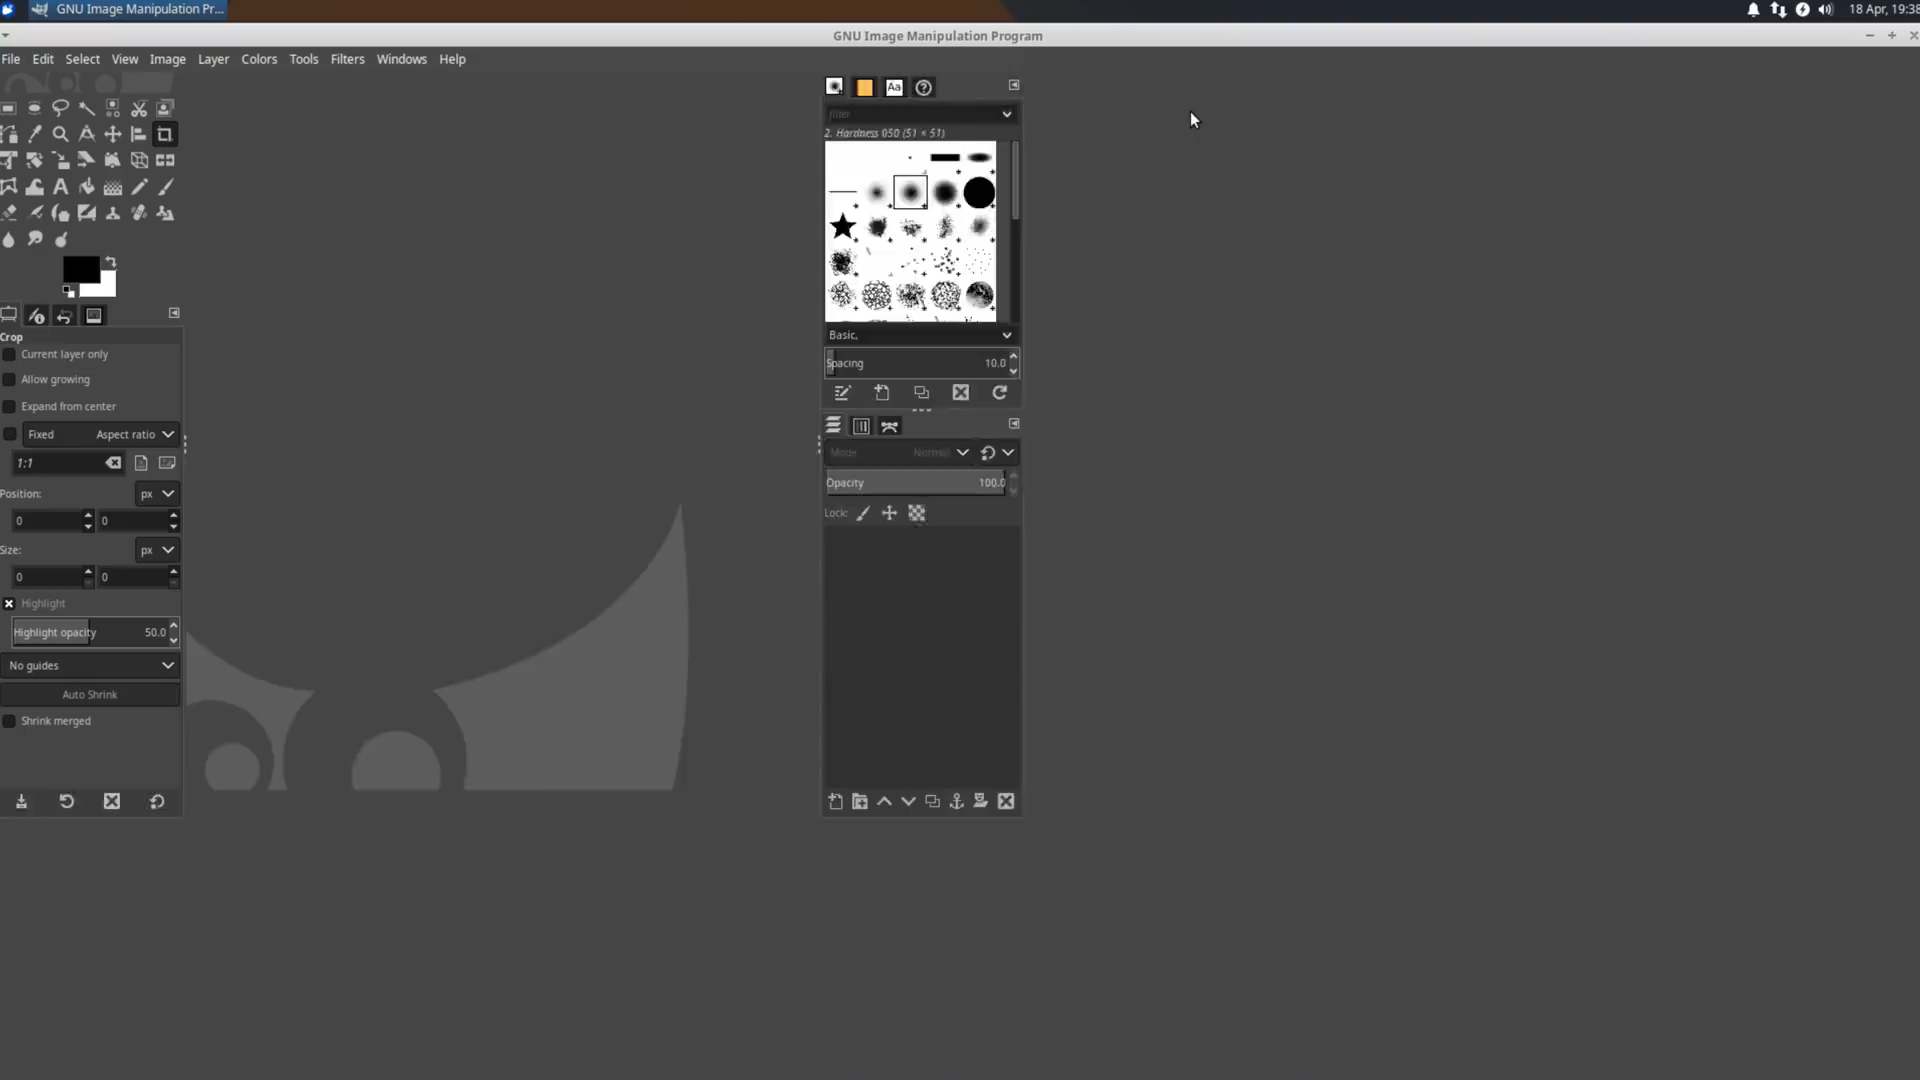 GNU Image Manipulation Pr...
18 Apr, 19:38
GNU Image Manipulation Program
File Edit Select View Image Layer Colors Tools Filters Windows Help
Aa
filter
2. Hardness 050 (51 × 51)
Basic,
Spacing 10.0
Mode Normal
Opacity 100.0
Lock:
A
Crop
Current layer only
Allow growing
Expand from center
Fixed Aspect ratio
1:1
Position: px
0 0
Size: px
0 0
Highlight
Highlight opacity 50.0
No guides
Auto Shrink
Shrink merged